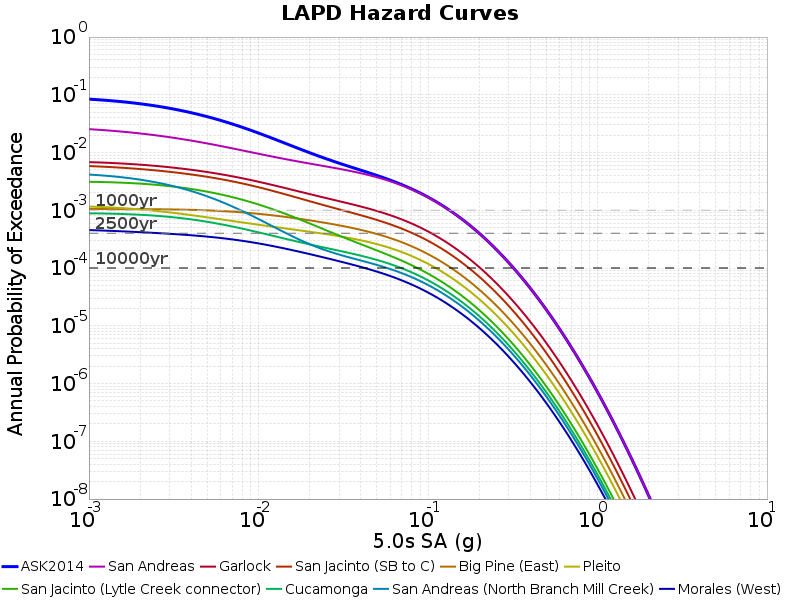 LAPD Hazard Curves
Annual Probability of Exceedance
10^0
10^-1
10^-2
10^-3
10^-4
10^-5
10^-6
10^-7
10^-8
1000yr
2500yr
10000yr
10^-3 10^-2 10^-1 10^0 10^1
5.0s SA (g)
ASK2014 San Andreas Garlock San Jacinto (SB to C) Big Pine (East) Pleito
San Jacinto (Lytle Creek connector) Cucamonga San Andreas (North Branch Mill Creek) Morales (West)